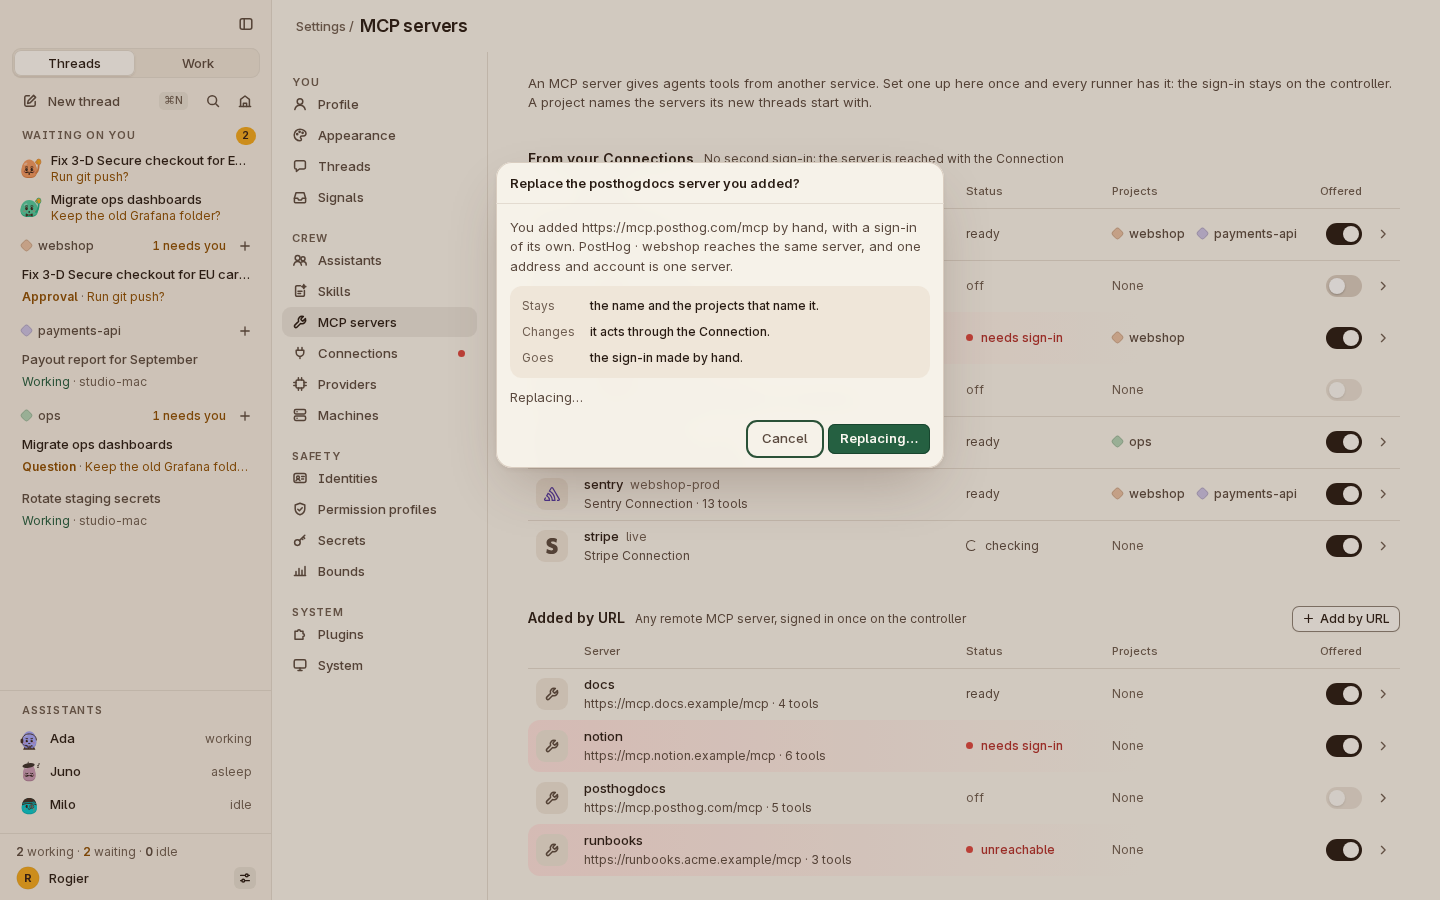 Settings / MCP servers
Threads
Work
New thread
⌘N
WAITING ON YOU
2
Fix 3-D Secure checkout for E…
Run git push?
Migrate ops dashboards
Keep the old Grafana folder?
webshop
1 needs you
Fix 3-D Secure checkout for EU car…
Approval · Run git push?
payments-api
Payout report for September
Working · studio-mac
ops
1 needs you
Migrate ops dashboards
Question · Keep the old Grafana fold…
Rotate staging secrets
Working · studio-mac
ASSISTANTS
Ada
working
Juno
asleep
Milo
idle
2 working · 2 waiting · 0 idle
R
Rogier
YOU
Profile
Appearance
Threads
Signals
CREW
Assistants
Skills
MCP servers
Connections
Providers
Machines
SAFETY
Identities
Permission profiles
Secrets
Bounds
SYSTEM
Plugins
System
An MCP server gives agents tools from another service. Set one up here once and every runner has it: the sign-in stays on the controller.
A project names the servers its new threads start with.
From your Connections
No second sign-in: the server is reached with the Connection
Status
Projects
Offered
ready
webshop
payments-api
off
None
needs sign-in
webshop
off
None
ready
ops
sentry webshop-prod
Sentry Connection · 13 tools
ready
webshop
payments-api
S
stripe live
Stripe Connection
checking
None
Replace the posthogdocs server you added?
You added https://mcp.posthog.com/mcp by hand, with a sign-in
of its own. PostHog · webshop reaches the same server, and one
address and account is one server.
Stays
the name and the projects that name it.
Changes
it acts through the Connection.
Goes
the sign-in made by hand.
Replacing…
Cancel
Replacing…
Added by URL
Any remote MCP server, signed in once on the controller
Add by URL
Server
Status
Projects
Offered
docs
https://mcp.docs.example/mcp · 4 tools
ready
None
notion
https://mcp.notion.example/mcp · 6 tools
needs sign-in
None
posthogdocs
https://mcp.posthog.com/mcp · 5 tools
off
None
runbooks
https://runbooks.acme.example/mcp · 3 tools
unreachable
None